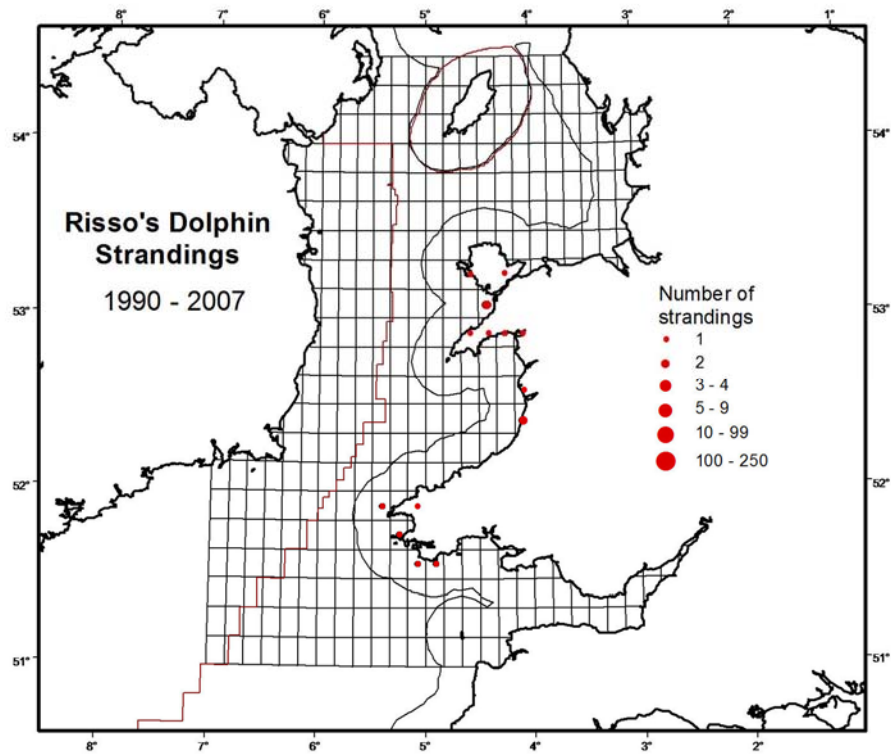 8° 7° 6° 5° 4° 3° 2° 1°
54° 54°
Risso's Dolphin
Strandings
1990 - 2007
53° 53°
Number of
strandings
1
2
3 - 4
5 - 9
10 - 99
100 - 250
52° 52°
51° 51°
8° 7° 6° 5° 4° 3° 2° 1°